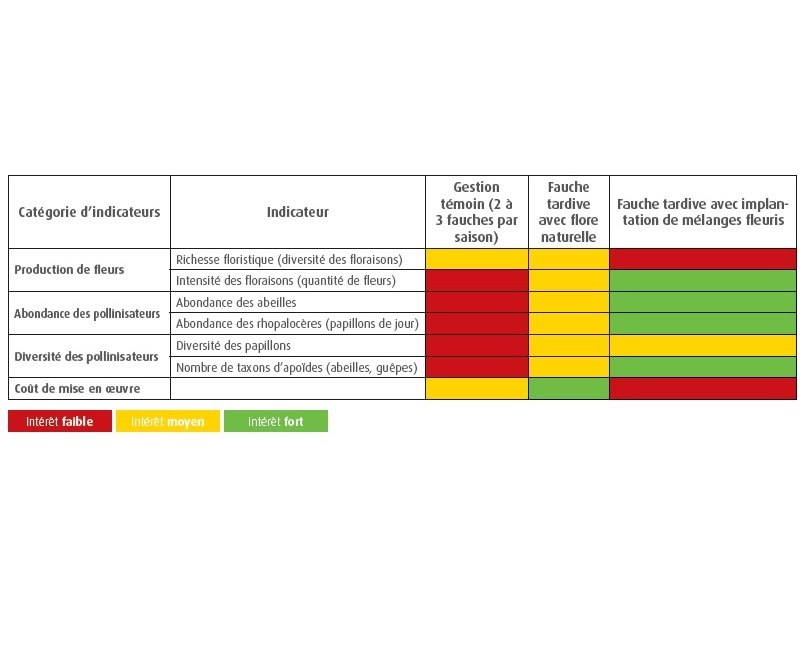 Catégorie d’indicateurs
Indicateur
Gestion
témoin (2 à
3 fauches par
saison)
Fauche
tardive
avec flore
naturelle
Fauche tardive avec implan-
tation de mélanges fleuris
Production de fleurs
Richesse floristique (diversité des floraisons)
Intensité des floraisons (quantité de fleurs)
Abondance des pollinisateurs
Abondance des abeilles
Abondance des rhopalocères (papillons de jour)
Diversité des pollinisateurs
Diversité des papillons
Nombre de taxons d’apoïdes (abeilles, guêpes)
Coût de mise en œuvre
Intérêt faible
Intérêt moyen
Intérêt fort